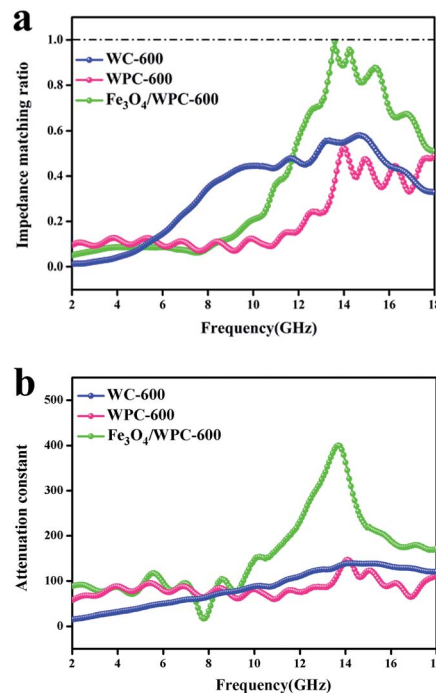 a
1.0
0.8
0.6
0.4
0.2
0.0
Impedance matching ratio
WC-600
WPC-600
Fe₃O₄/WPC-600
2 4 6 8 10 12 14 16 18
Frequency(GHz)
b
500
400
300
200
100
0
Attenuation constant
WC-600
WPC-600
Fe₃O₄/WPC-600
2 4 6 8 10 12 14 16 18
Frequency(GHz)